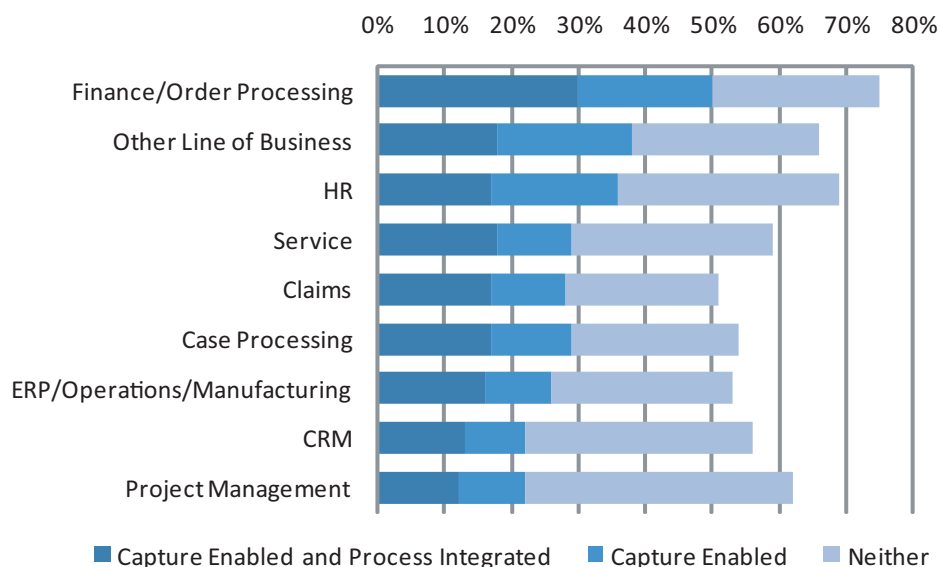 0% 10% 20% 30% 40% 50% 60% 70% 80%
Finance/Order Processing
Other Line of Business
HR
Service
Claims
Case Processing
ERP/Operations/Manufacturing
CRM
Project Management
Capture Enabled and Process Integrated Capture Enabled Neither